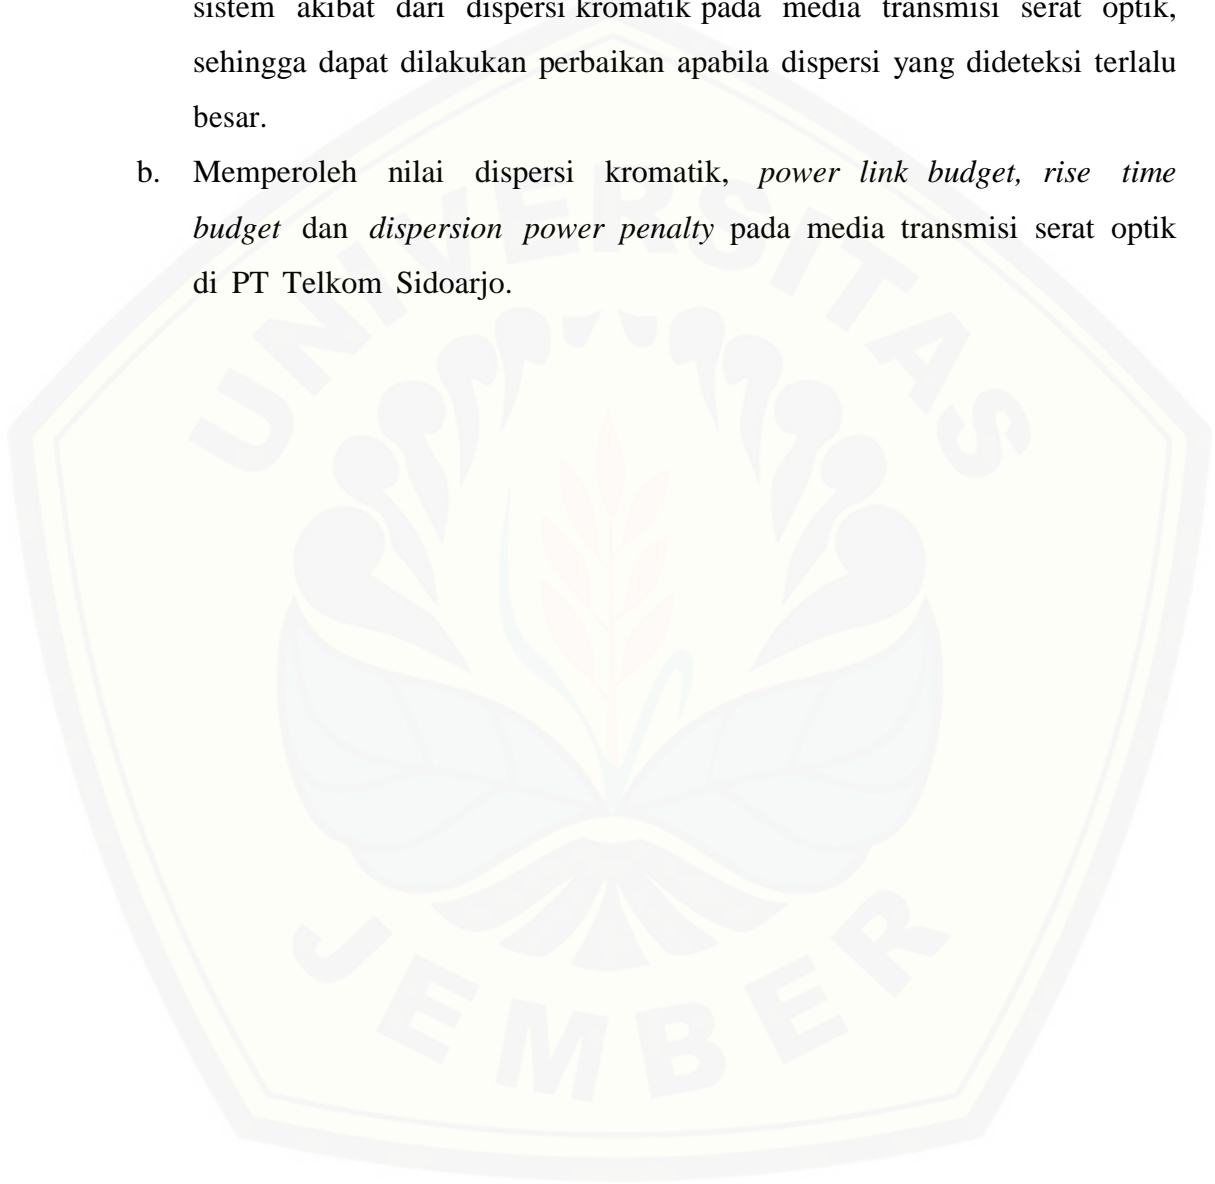 sistem akibat dari dispersi kromatik pada media transmisi serat optik,
sehingga dapat dilakukan perbaikan apabila dispersi yang dideteksi terlalu
besar.
b. Memperoleh nilai dispersi kromatik, power link budget, rise time
budget dan dispersion power penalty pada media transmisi serat optik
di PT Telkom Sidoarjo.
UNIVERSITAS
JEMBER